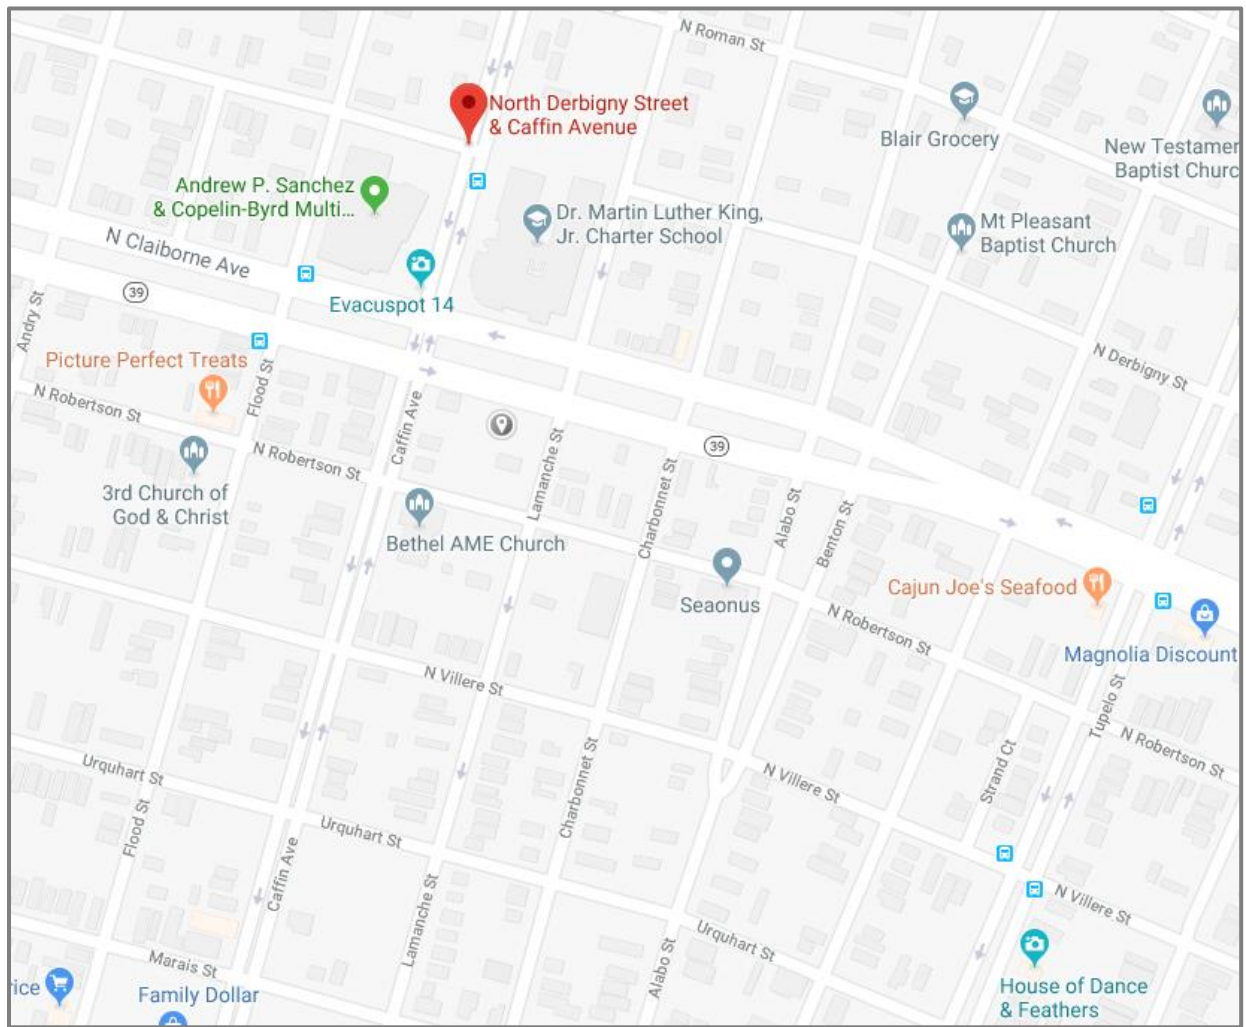 N Roman St
North Derbigny Street
& Caffin Avenue
Blair Grocery
New Testamer
Baptist Churc
Andrew P. Sanchez
& Copelin-Byrd Multi...
Dr. Martin Luther King,
Jr. Charter School
Mt Pleasant
Baptist Church
N Claiborne Ave
39
Evacuspot 14
Andry St
Picture Perfect Treats
Flood St
N Derbigny St
N Robertson St
Caffin Ave
N Robertson St
39
Lamanche St
Charbonnet St
Alabo St
Benton St
3rd Church of
God & Christ
Bethel AME Church
Seaonus
Cajun Joe's Seafood
N Robertson St
Magnolia Discount
N Villere St
Tupelo St
N Robertson St
Urquhart St
Flood St
Charbonnet St
N Villere St
Strand Ct
Urquhart St
Caffin Ave
Lamanche St
N Villere St
Urquhart St
Alabo St
Marais St
rice
Family Dollar
House of Dance
& Feathers